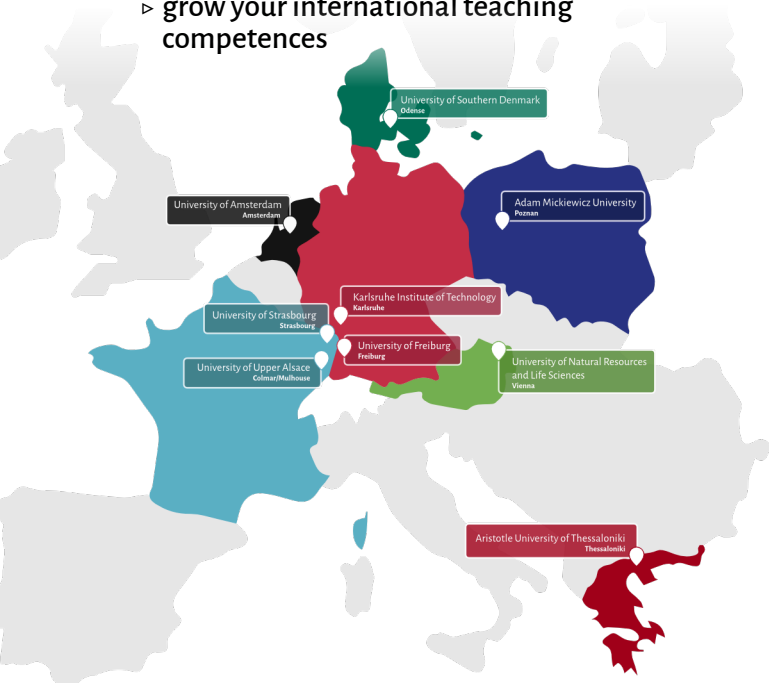 ▹ grow your international teaching
competences
University of Southern Denmark
Odense
University of Amsterdam
Amsterdam
Adam Mickiewicz University
Poznan
Karlsruhe Institute of Technology
Karlsruhe
University of Strasbourg
Strasbourg
University of Freiburg
Freiburg
University of Upper Alsace
Colmar/Mulhouse
University of Natural Resources
and Life Sciences
Vienna
Aristotle University of Thessaloniki
Thessaloniki